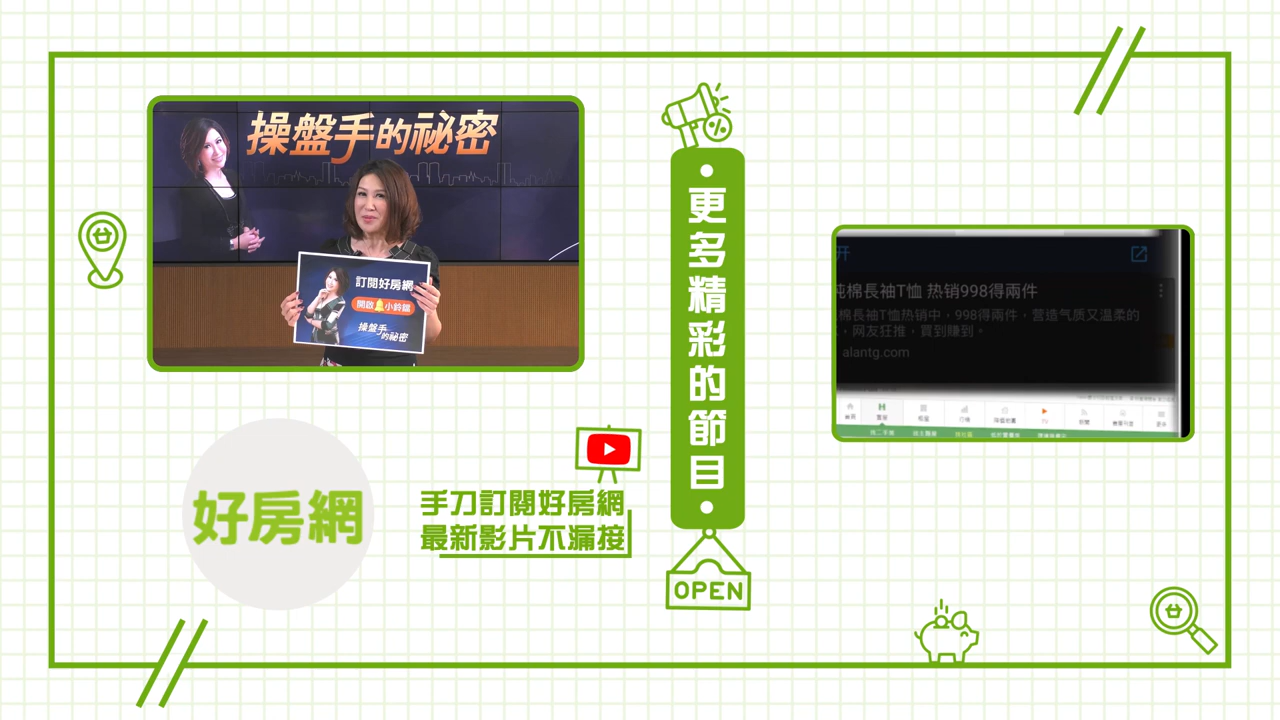 操盤手的祕密
訂閱好房網
開啟小鈴鐺
操盤手的祕密
好房網
手刀訂閱好房網
最新影片不漏接
更多精彩的節目
OPEN
开
純棉長袖T恤 热销998得兩件
棉長袖T恤热销中，998得兩件，营造气质又温柔的
，网友狂推，買到賺到。
alantg.com